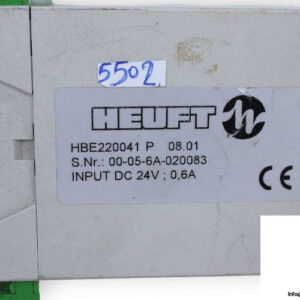 5502
HEUFT
HBE220041 P 08.01
S.Nr.: 00-05-6A-020083
INPUT DC 24V ; 0,6A
CE